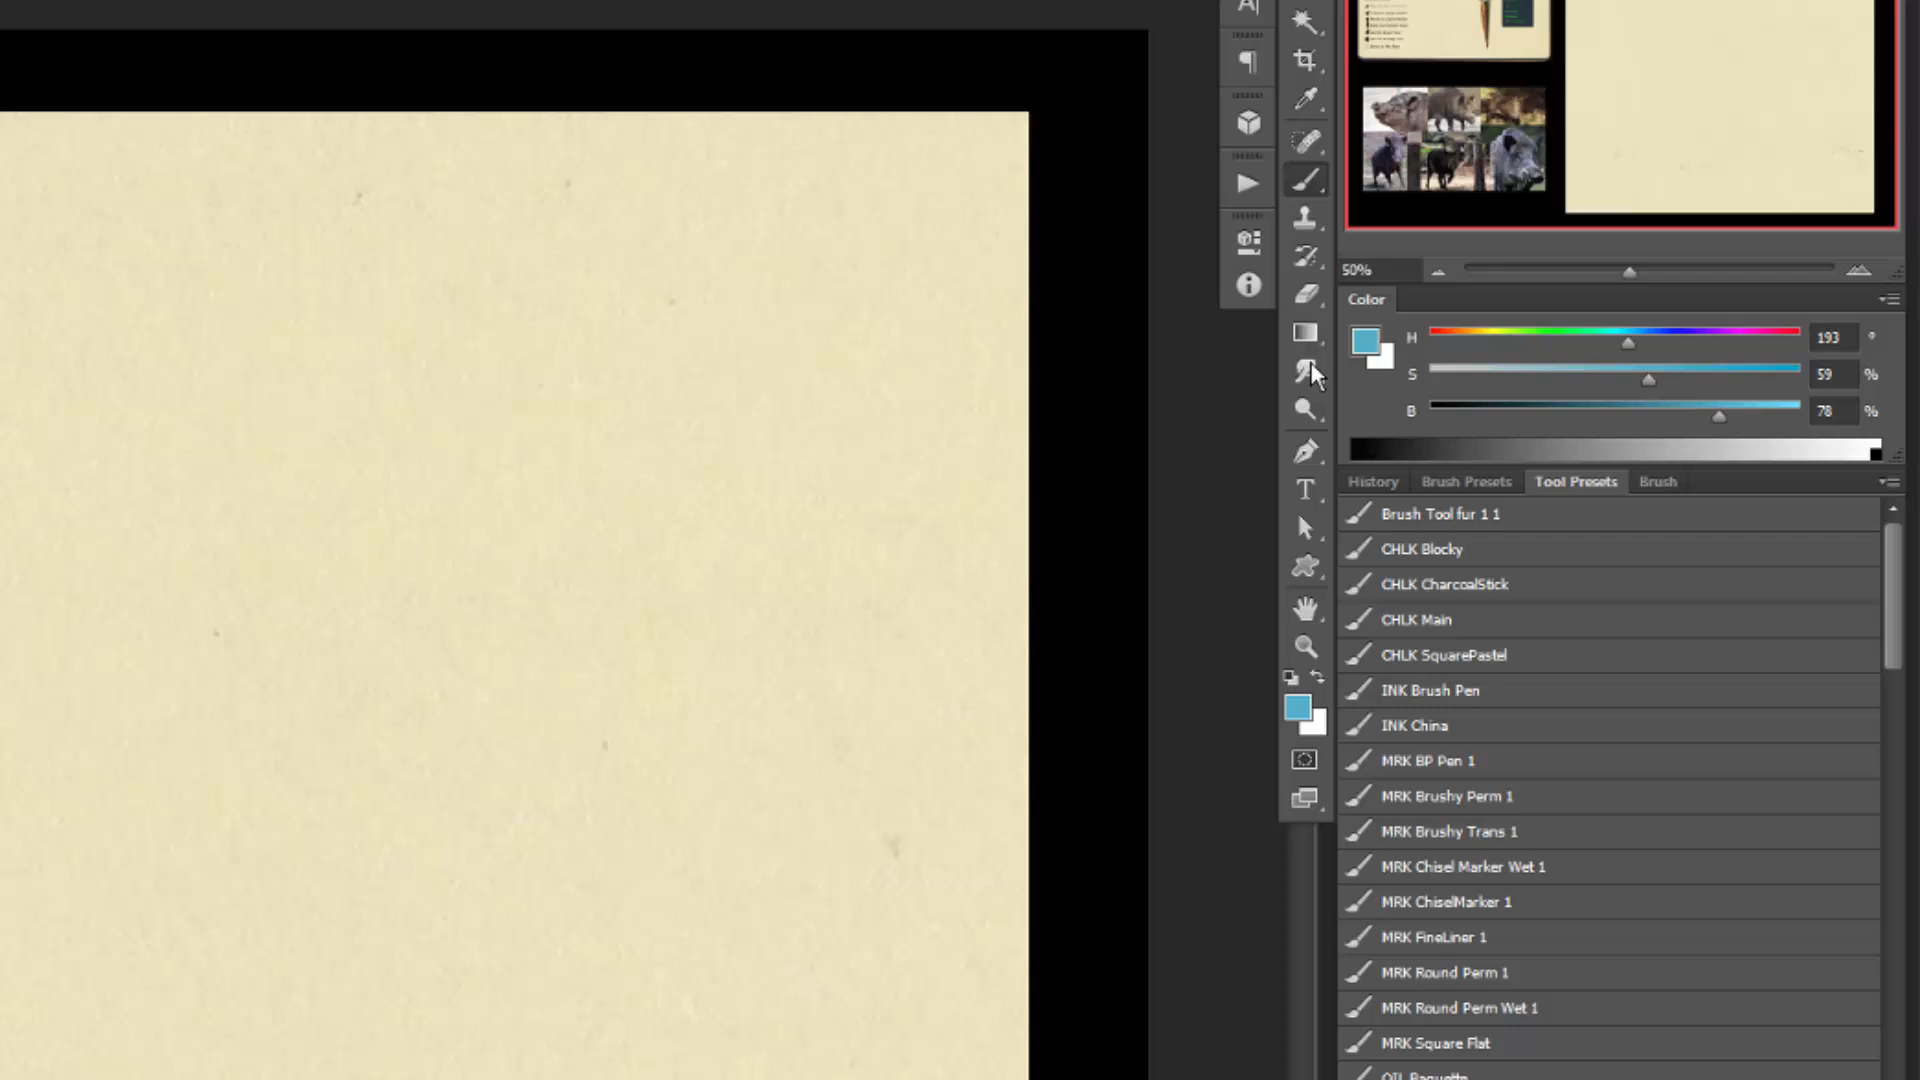 A|
50%
Color
H 193 °
S 59 %
B 78 %
History Brush Presets Tool Presets Brush
Brush Tool fur 1 1
CHLK Blocky
CHLK CharcoalStick
CHLK Main
CHLK SquarePastel
INK Brush Pen
INK China
MRK BP Pen 1
MRK Brushy Perm 1
MRK Brushy Trans 1
MRK Chisel Marker Wet 1
MRK ChiselMarker 1
MRK FineLiner 1
MRK Round Perm 1
MRK Round Perm Wet 1
MRK Square Flat